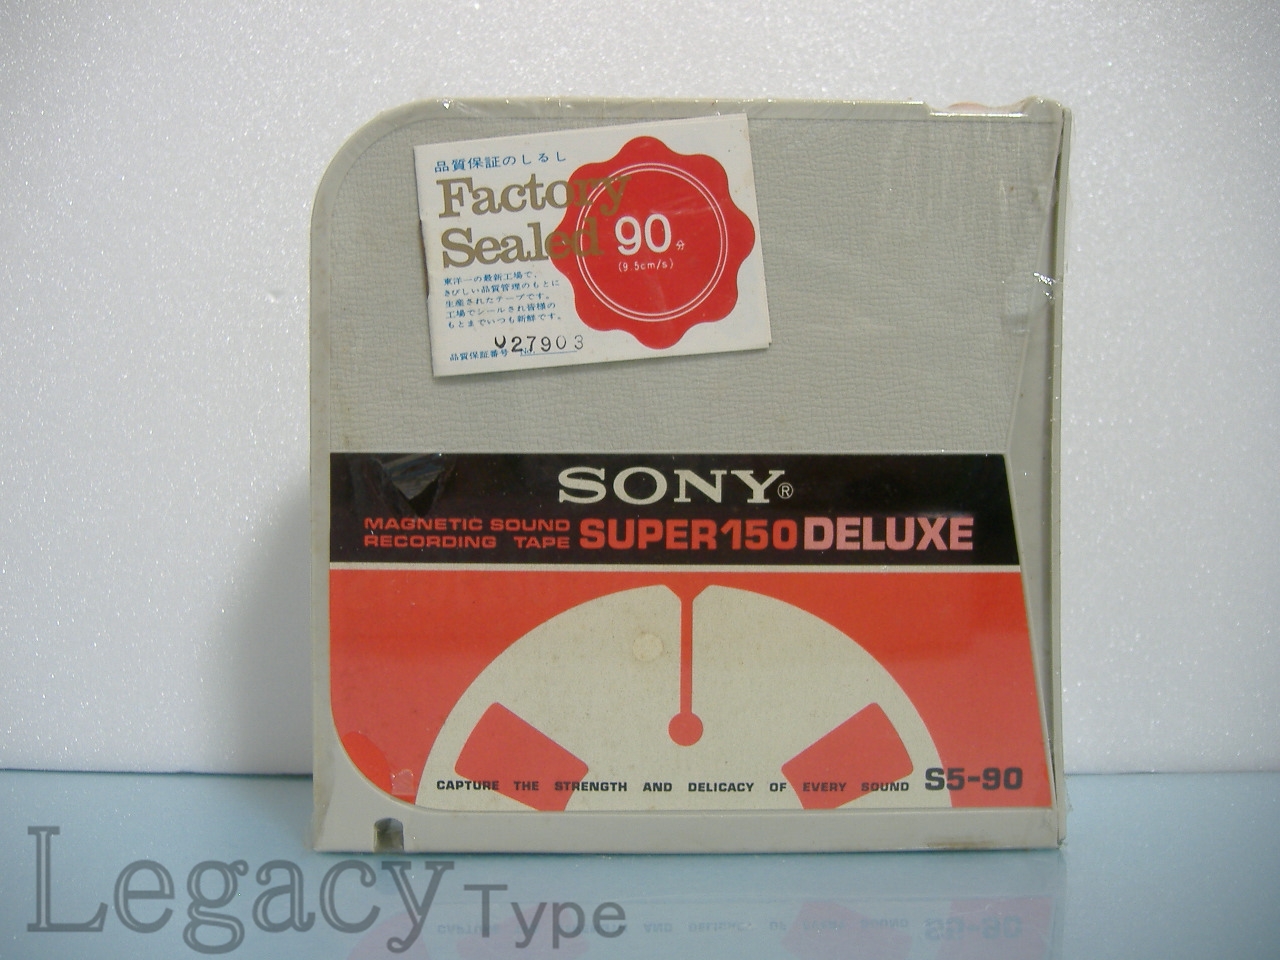 品質保証のしるし
Factory
Sealed
90分
(9.5cm/s)
東洋一の最新工場で、
きびしい品質管理のもとに
生産されたテープです。
工場でシールされ皆様の
もとまでいつも新鮮です。
品質保証番号 No. 027903
SONY®
MAGNETIC SOUND
RECORDING TAPE
SUPER150 DELUXE
CAPTURE THE STRENGTH AND DELICACY OF EVERY SOUND
S5-90
Legacy Type